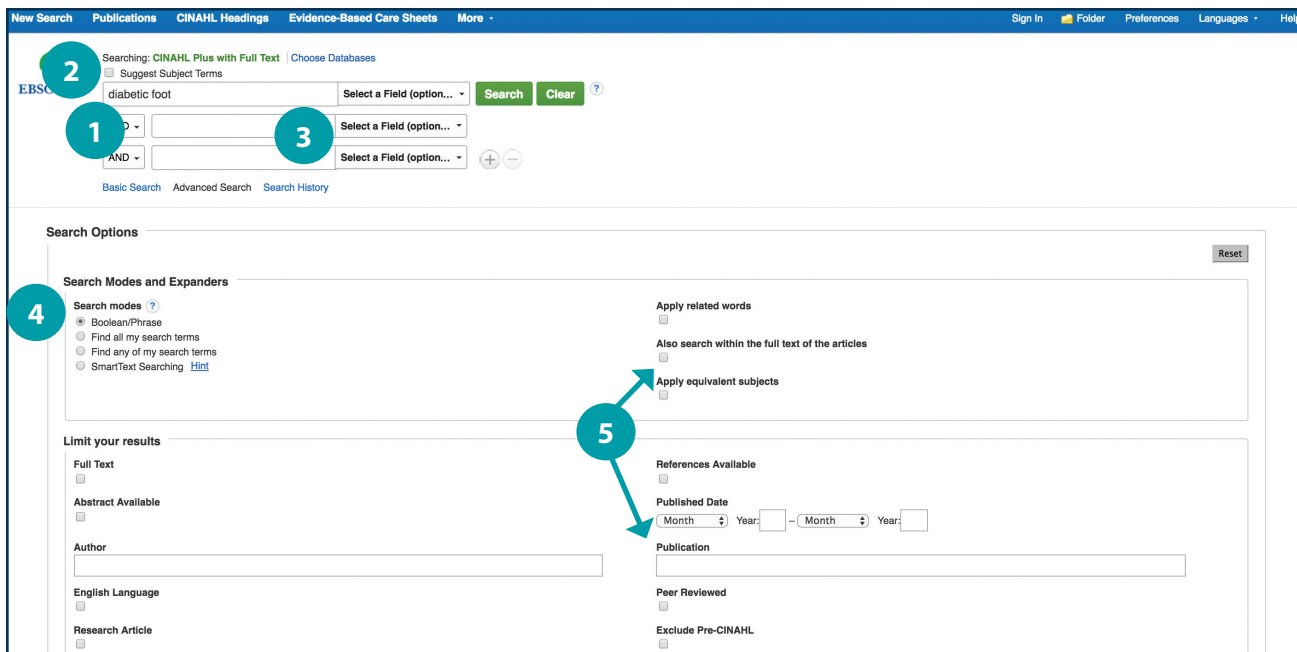 New Search Publications CINAHL Headings Evidence-Based Care Sheets More Sign In Folder Preferences Languages Help
Searching: CINAHL Plus with Full Text Choose Databases
2
Suggest Subject Terms
diabetic foot Select a Field (option... Search Clear ?
1
3
Select a Field (option...
AND Select a Field (option... + −
Basic Search Advanced Search Search History
Search Options
Reset
Search Modes and Expanders
4
Search modes ?
Boolean/Phrase
Find all my search terms
Find any of my search terms
SmartText Searching Hint
Apply related words
Also search within the full text of the articles
Apply equivalent subjects
5
Limit your results
Full Text
References Available
Abstract Available
Published Date
Month Year: – Month Year:
Author
Publication
English Language
Peer Reviewed
Research Article
Exclude Pre-CINAHL